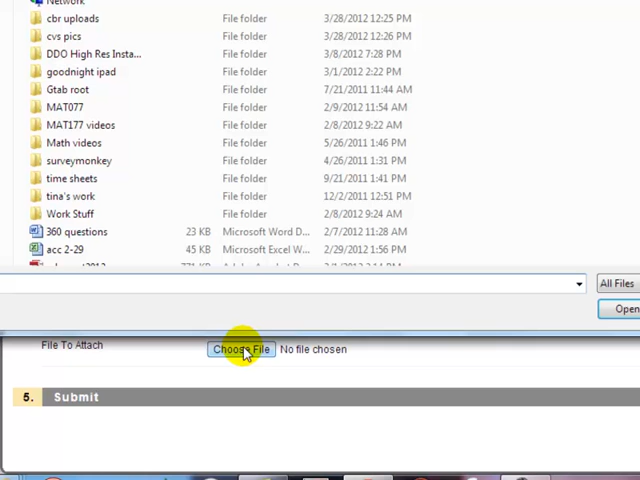 Network
cbr uploads File folder 3/28/2012 12:25 PM
cvs pics File folder 3/28/2012 12:26 PM
DDO High Res Insta... File folder 3/8/2012 7:28 PM
goodnight ipad File folder 3/1/2012 2:22 PM
Gtab root File folder 7/21/2011 11:44 AM
MAT077 File folder 2/9/2012 11:54 AM
MAT177 videos File folder 2/8/2012 9:22 AM
Math videos File folder 5/26/2011 1:46 PM
surveymonkey File folder 4/26/2011 1:31 PM
time sheets File folder 9/21/2011 1:41 PM
tina's work File folder 12/2/2011 12:51 PM
Work Stuff File folder 2/8/2012 9:24 AM
360 questions 23 KB Microsoft Word D... 2/7/2012 11:28 AM
acc 2-29 45 KB Microsoft Excel W... 2/29/2012 1:56 PM
All Files
Open
File To Attach Choose File No file chosen
5. Submit